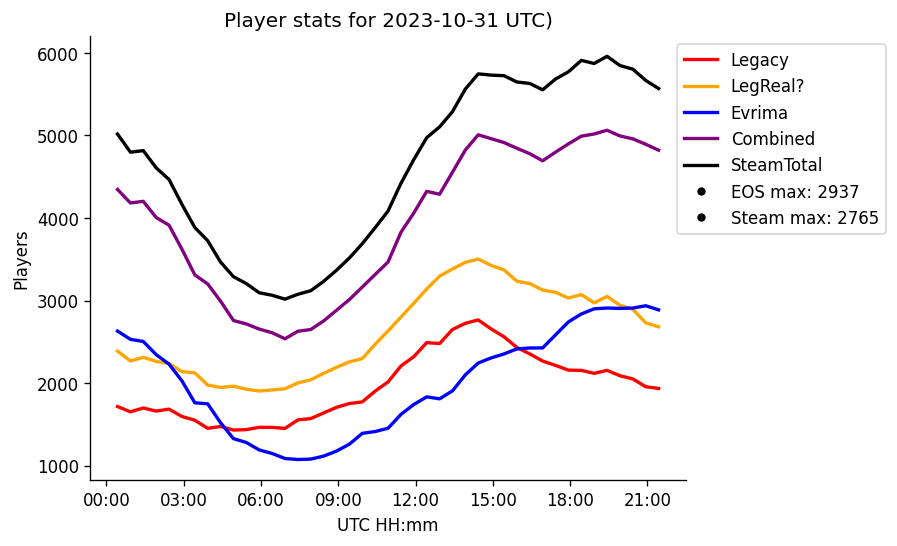 Player stats for 2023-10-31 UTC)
6000
5000
4000
3000
2000
1000
Players
00:00 03:00 06:00 09:00 12:00 15:00 18:00 21:00
UTC HH:mm
Legacy
LegReal?
Evrima
Combined
SteamTotal
EOS max: 2937
Steam max: 2765